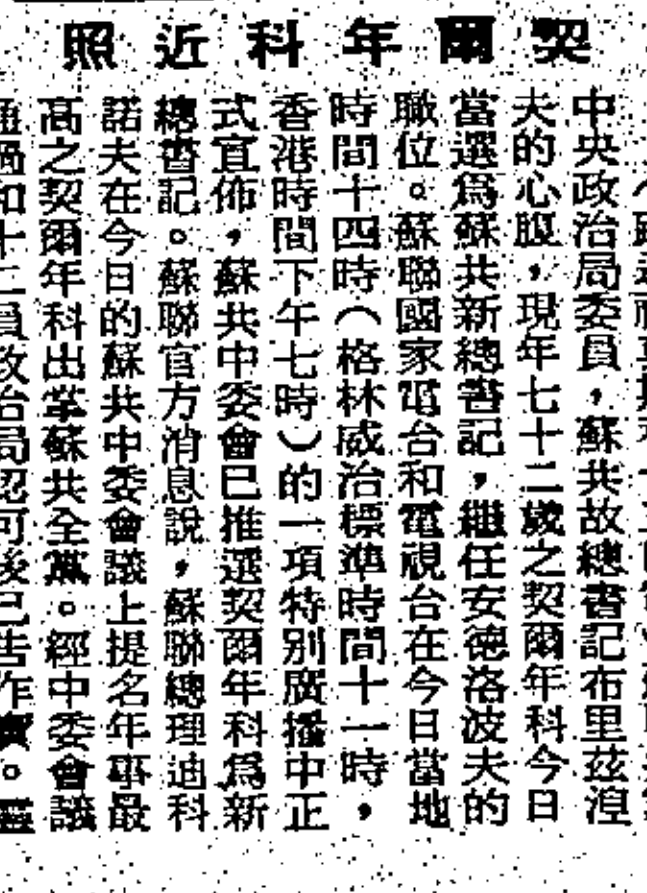 契爾年科近照
中央政治局委員，蘇共故總書記布里茲湼
夫的心腹，現年七十二歲之契爾年科今日
當選爲蘇共新總書記，繼任安德洛波夫的
職位。蘇聯國家電台和電視台在今日當地
時間十四時（格林威治標準時間十一時，
香港時間下午七時）的一項特別廣播中正
式宣佈，蘇共中委會已推選契爾年科爲新
總書記。蘇聯官方消息說，蘇聯總理迪科
諾夫在今日的蘇共中委會議上提名年事最
高之契爾年科出掌蘇共全黨。經中委會議
通過和十二員政治局認可後已告作實。